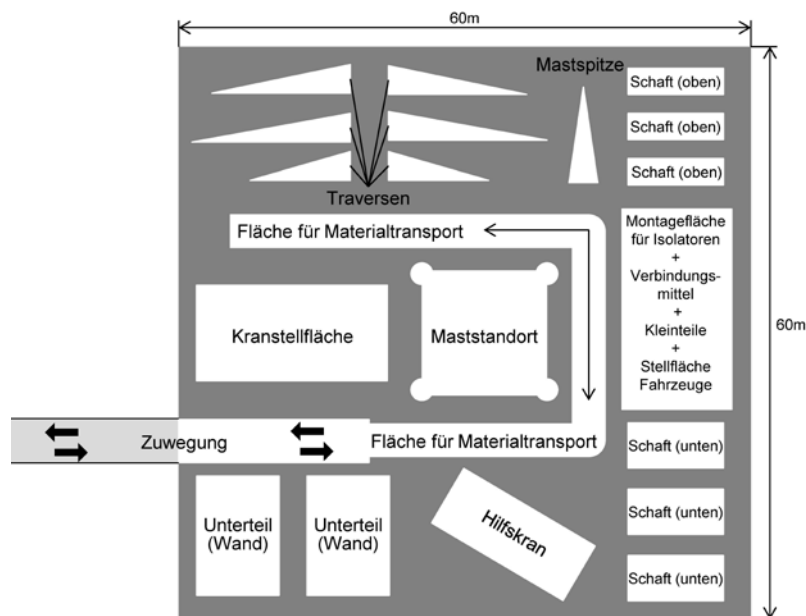 60m
Mastspitze
Schaft (oben)
Schaft (oben)
Schaft (oben)
Traversen
Fläche für Materialtransport
Montagefläche
für Isolatoren
+
Verbindungs-
mittel
+
Kleinteile
+
Stellfläche
Fahrzeuge
60m
Kranstellfläche
Maststandort
Zuwegung
Fläche für Materialtransport
Schaft (unten)
Schaft (unten)
Schaft (unten)
Unterteil
(Wand)
Unterteil
(Wand)
Hilfskran